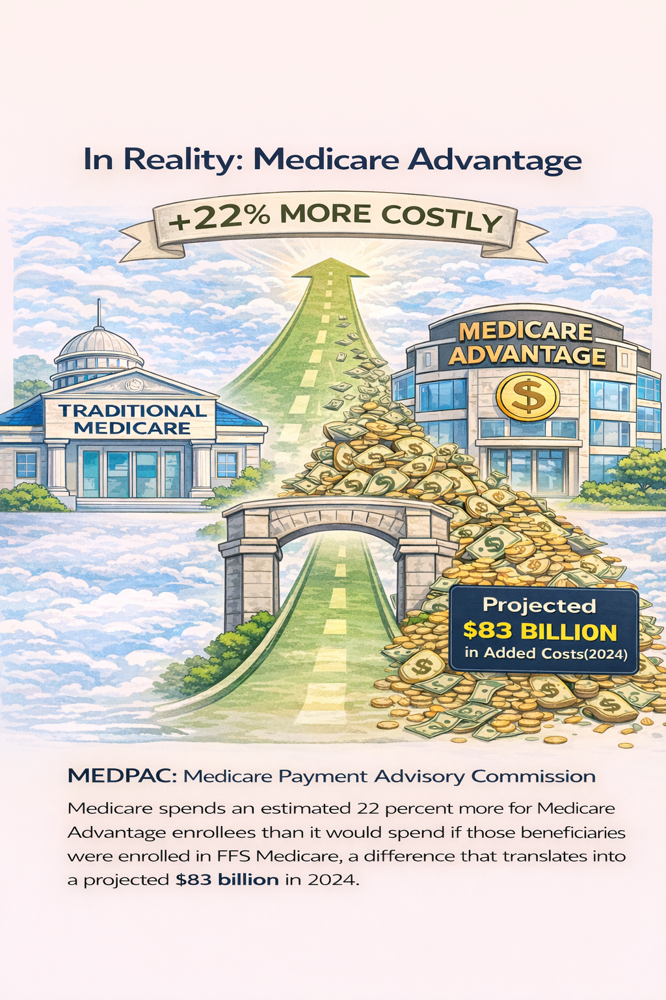 In Reality: Medicare Advantage
+22% MORE COSTLY
MEDICARE
ADVANTAGE
$
TRADITIONAL
MEDICARE
Projected
$83 BILLION
in Added Costs(2024)
MEDPAC: Medicare Payment Advisory Commission
Medicare spends an estimated 22 percent more for Medicare
Advantage enrollees than it would spend if those beneficiaries
were enrolled in FFS Medicare, a difference that translates into
a projected $83 billion in 2024.